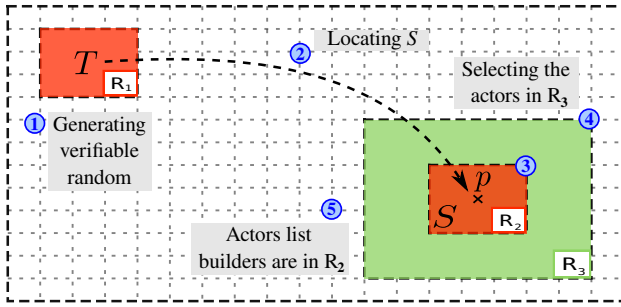 Locating S
2
T
R1
Selecting the
actors in R3
1
Generating
verifiable
random
4
3
p
S
R2
5
Actors list
builders are in R2
R3